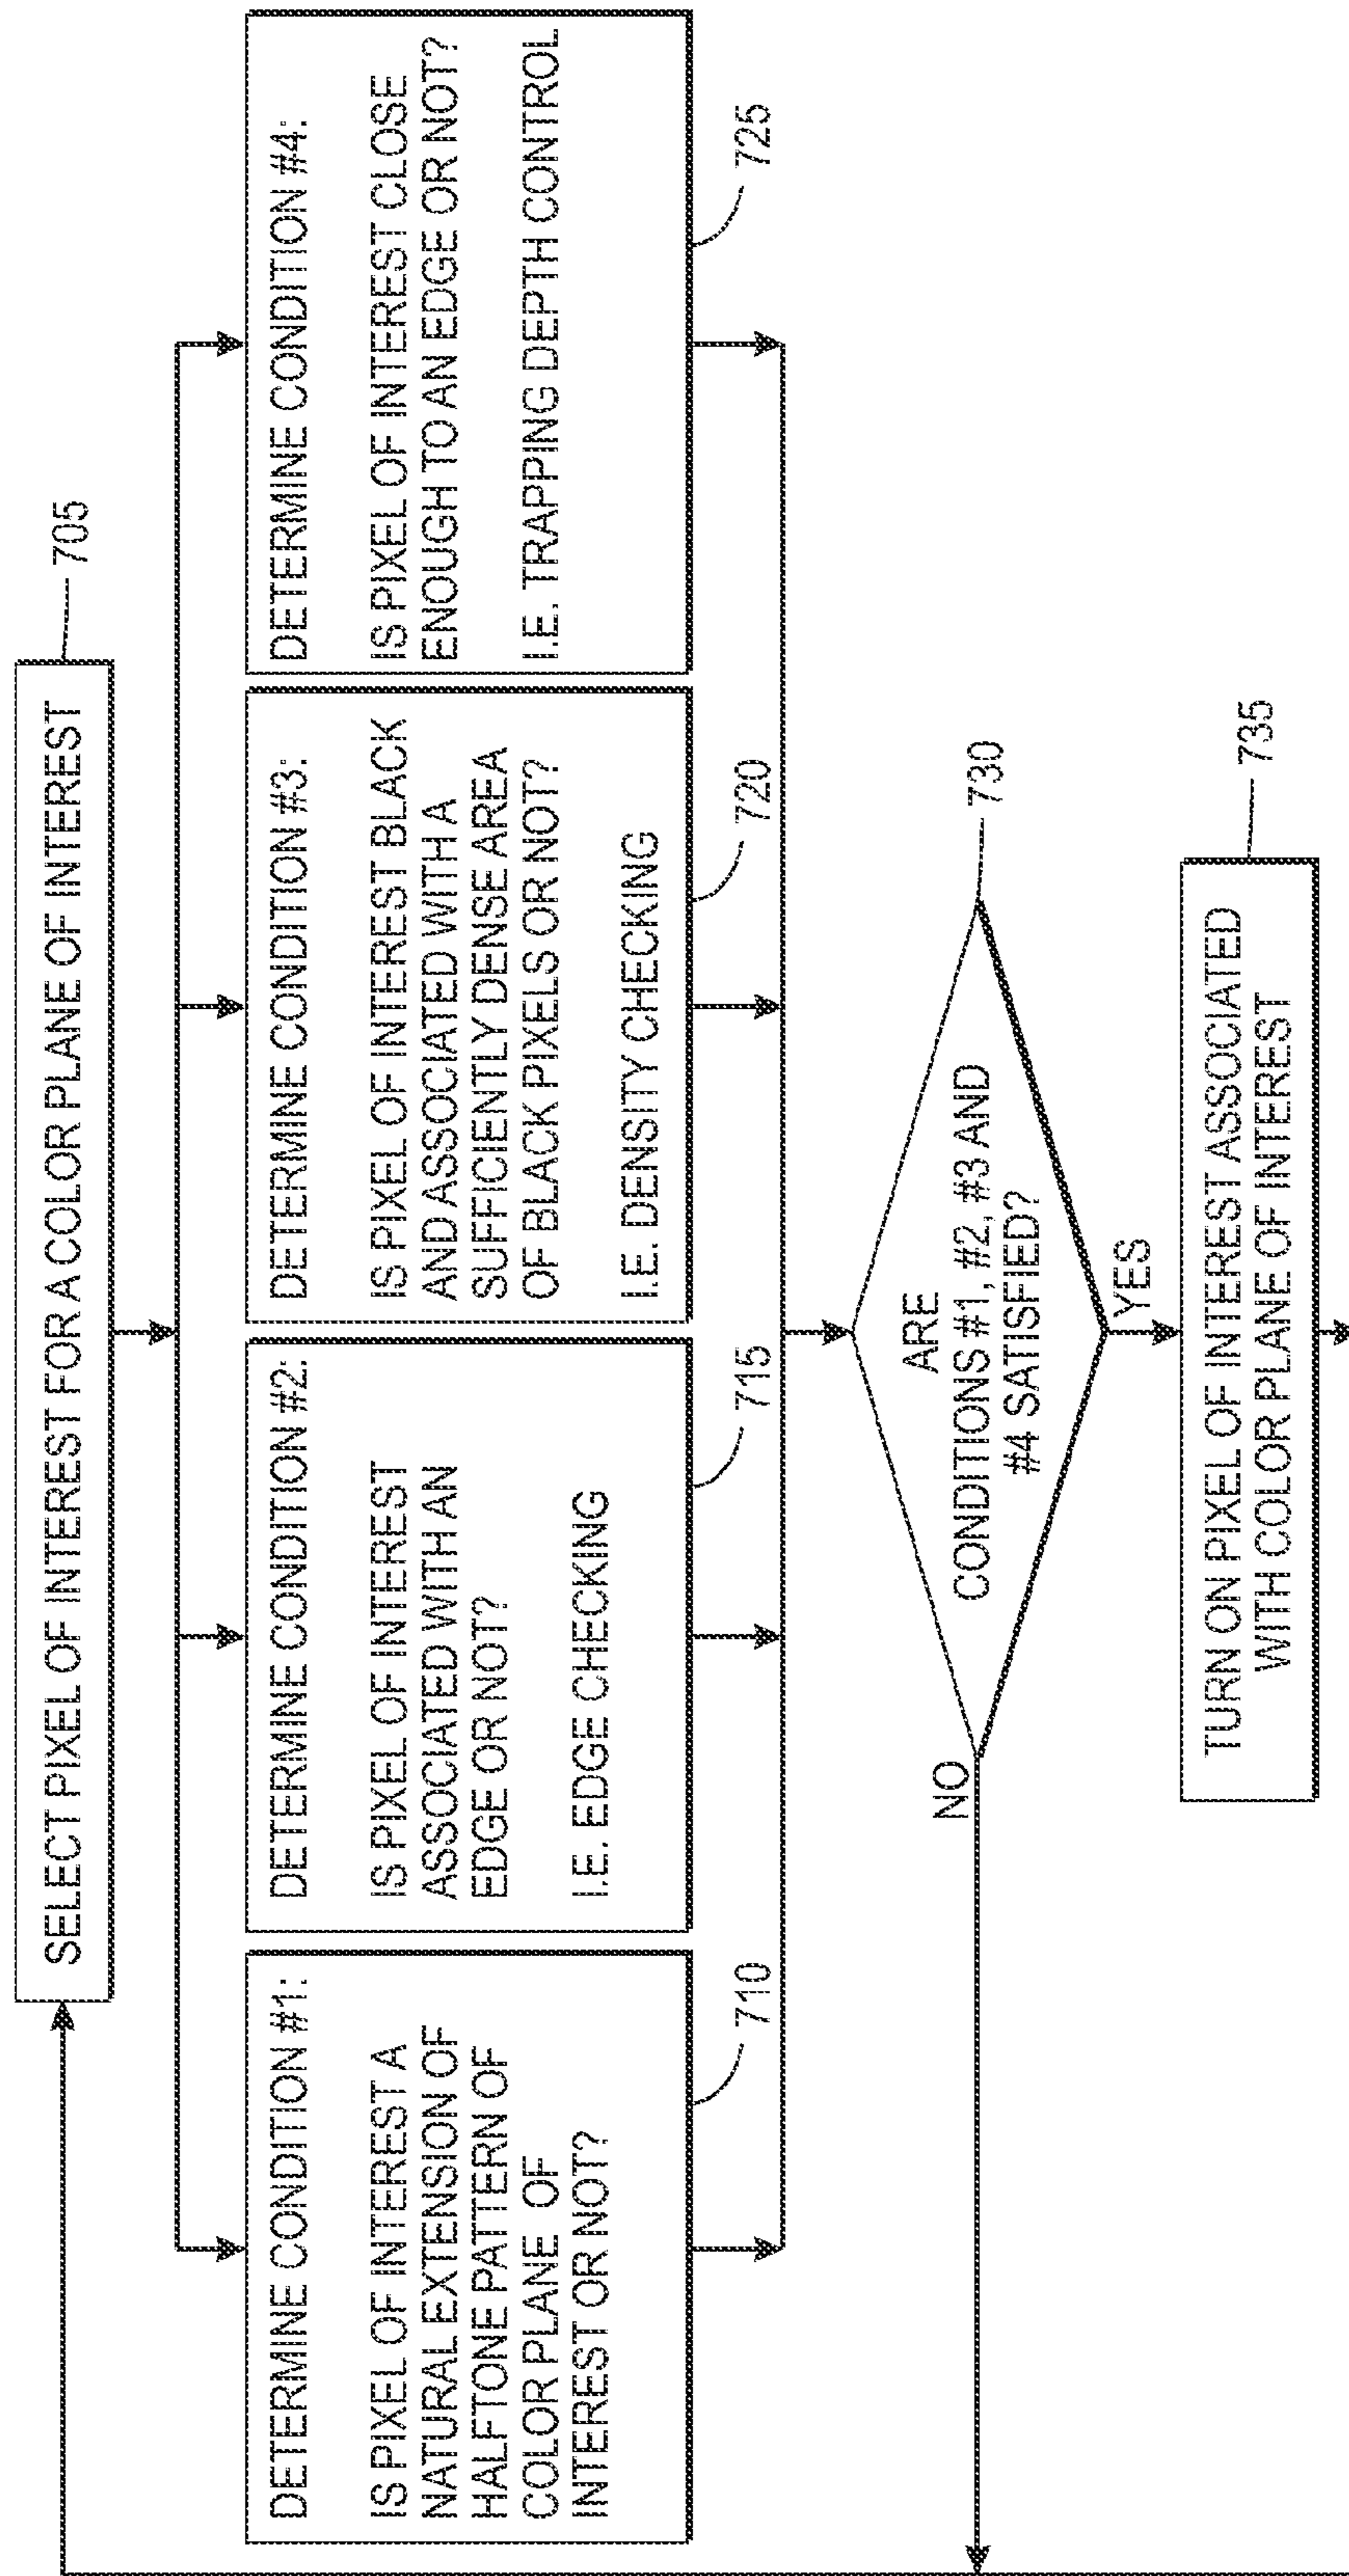 SELECT PIXEL OF INTEREST FOR A COLOR PLANE OF INTEREST
705
DETERMINE CONDITION #1:
IS PIXEL OF INTEREST A
NATURAL EXTENSION OF
HALFTONE PATTERN OF
COLOR PLANE OF
INTEREST OR NOT?
710
DETERMINE CONDITION #2:
IS PIXEL OF INTEREST
ASSOCIATED WITH AN
EDGE OR NOT?
I.E. EDGE CHECKING
715
DETERMINE CONDITION #3:
IS PIXEL OF INTEREST BLACK
AND ASSOCIATED WITH A
SUFFICIENTLY DENSE AREA
OF BLACK PIXELS OR NOT?
I.E. DENSITY CHECKING
720
DETERMINE CONDITION #4:
IS PIXEL OF INTEREST CLOSE
ENOUGH TO AN EDGE OR NOT?
I.E. TRAPPING DEPTH CONTROL
725
ARE
CONDITIONS #1, #2, #3 AND
#4 SATISFIED?
730
NO
YES
TURN ON PIXEL OF INTEREST ASSOCIATED
WITH COLOR PLANE OF INTEREST
735